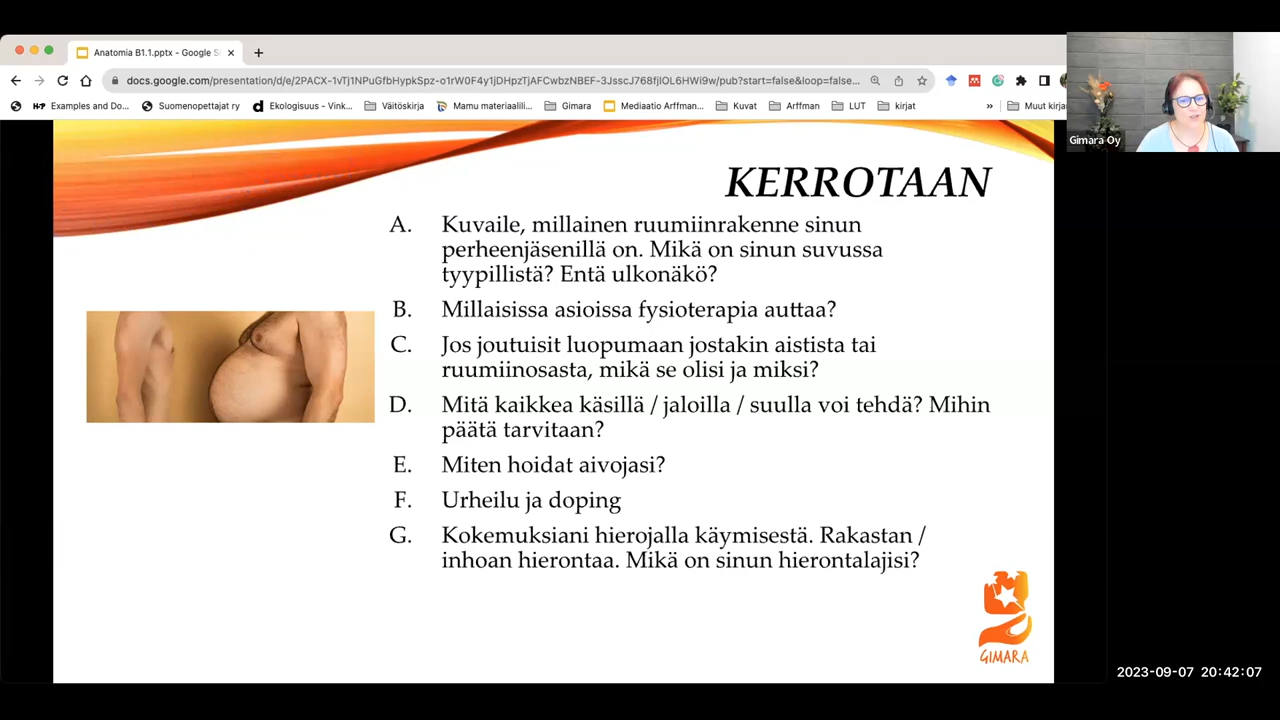 Anatomia B1.1.pptx - Google S
docs.google.com/presentation/d/e/2PACX-1vTj1NPuGfbHypkSpz-o1rW0F4y1jDHpzTjAFCwbzNBEF-3JsscJ768fjlOL6HWi9w/pub?start=false&loop=false...
Examples and Do...
Suomenopettajat ry
Ekologisuus - Vink...
Väitöskirja
Mamu materiaalili...
Gimara
Mediaatio Arffman...
Kuvat
Arffman
LUT
kirjat
»
Muut kirja
Gimara Oy
KERROTAAN
A. Kuvaile, millainen ruumiinrakenne sinun
perheenjäsenillä on. Mikä on sinun suvussa
tyypillistä? Entä ulkonäkö?
B. Millaisissa asioissa fysioterapia auttaa?
C. Jos joutuisit luopumaan jostakin aistista tai
ruumiinosasta, mikä se olisi ja miksi?
D. Mitä kaikkea käsillä / jaloilla / suulla voi tehdä? Mihin
päätä tarvitaan?
E. Miten hoidat aivojasi?
F. Urheilu ja doping
G. Kokemuksiani hierojalla käymisestä. Rakastan /
inhoan hierontaa. Mikä on sinun hierontalajisi?
GIMARA
2023-09-07 20:42:07